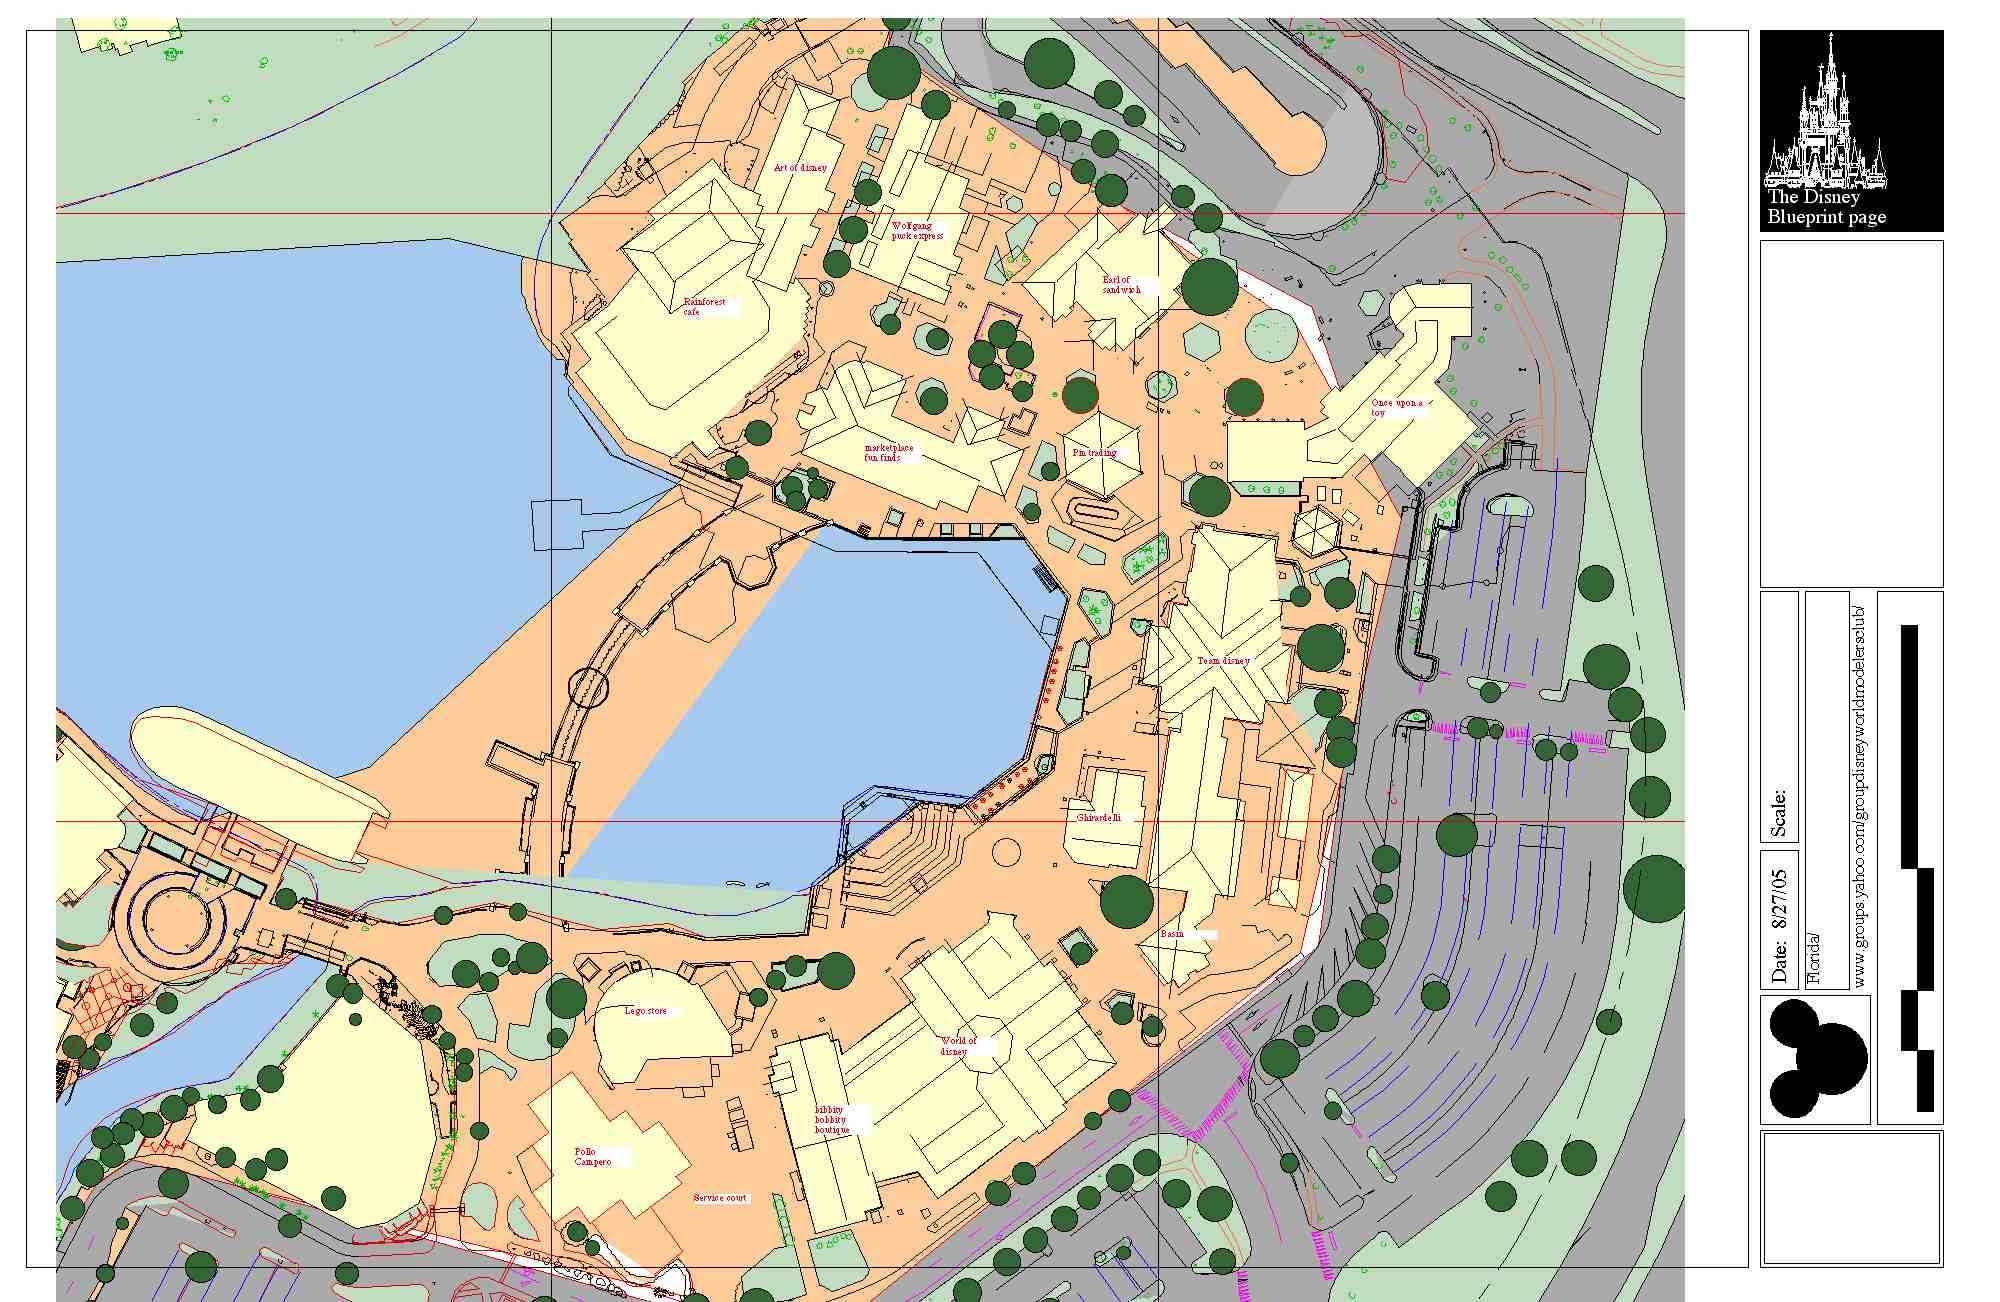 Art of disney
Wolfgang
puck express
Earl of
sandwich
Rainforest
cafe
Once upon a
toy
marketplace
fun finds
Pin trading
Team disney
Ghirardelli
Basin
Lego store
World of
disney
bibbity
bobbity
boutique
Pollo
Campero
Service court
The Disney
Blueprint page
Scale:
Date: 8/27/05
Florida/
www.groups.yahoo.com/groupdisneyworldmodelersclub/